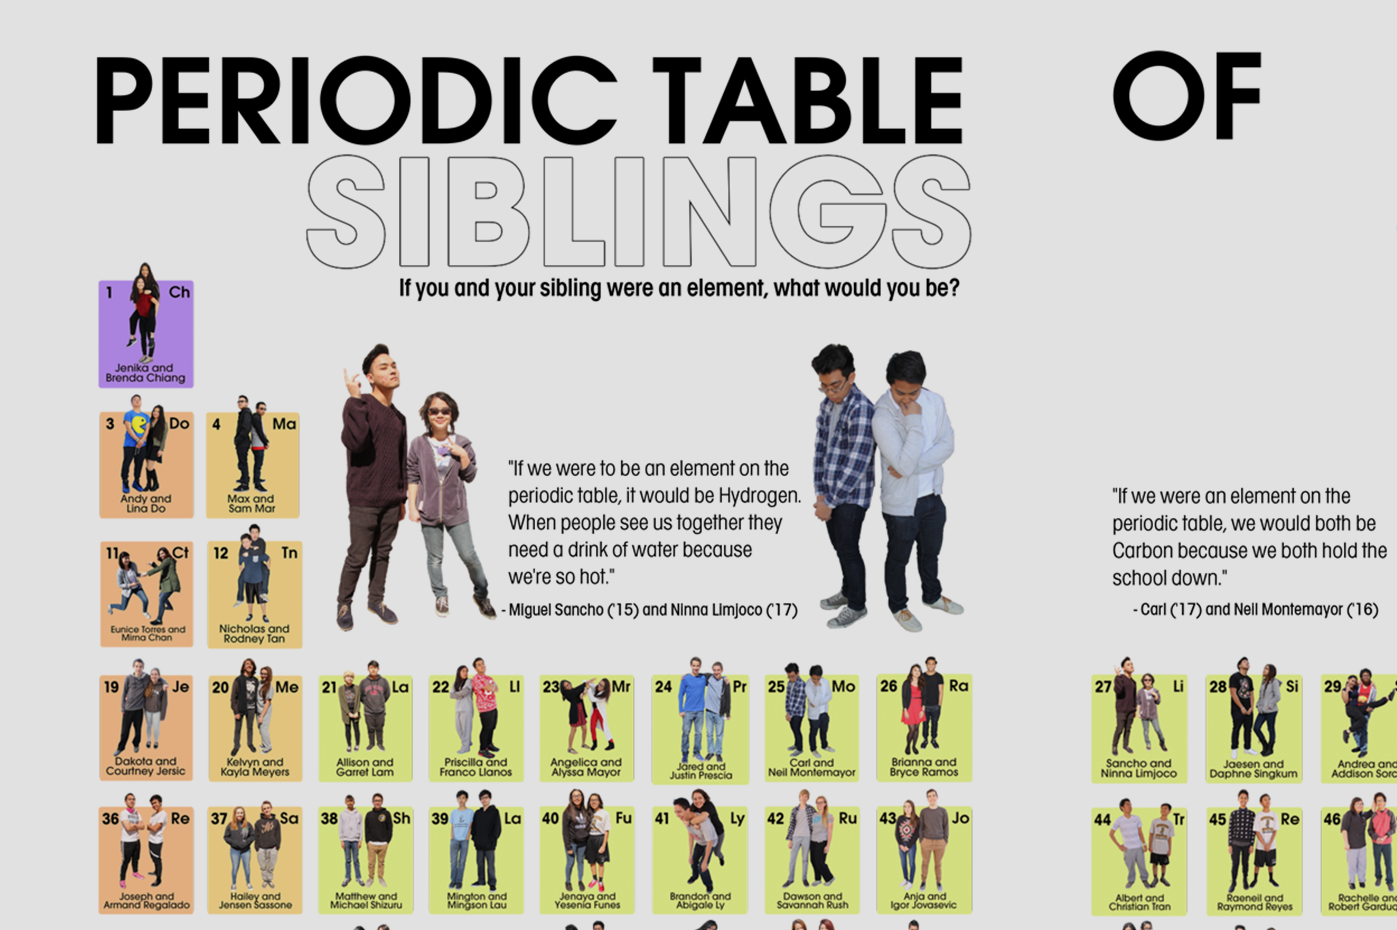 PERIODIC TABLE OF
SIBLINGS
If you and your sibling were an element, what would you be?
1 Ch
Jenika and
Brenda Chiang
3 Do
Andy and
Lina Do
4 Ma
Max and
Sam Mar
11 Ct
Eunice Torres and
Mirna Chan
12 Tn
Nicholas and
Rodney Tan
"If we were to be an element on the
periodic table, it would be Hydrogen.
When people see us together they
need a drink of water because
we're so hot."
- Miguel Sancho ('15) and Ninna Limjoco ('17)
"If we were an element on the
periodic table, we would both be
Carbon because we both hold the
school down."
- Carl ('17) and Neil Montemayor ('16)
19 Je
Dakota and
Courtney Jersic
20 Me
Kelvyn and
Kayla Meyers
21 La
Allison and
Garret Lam
22 Ll
Priscilla and
Franco Llanos
23 Mr
Angelica and
Alyssa Mayor
24 Pr
Jared and
Justin Prescia
25 Mo
Carl and
Neil Montemayor
26 Ra
Brianna and
Bryce Ramos
27 Li
Sancho and
Ninna Limjoco
28 Si
Jaesen and
Daphne Singkum
29
Andrea and
Addison Sorc
36 Re
Joseph and
Armand Regalado
37 Sa
Hailey and
Jensen Sassone
38 Sh
Matthew and
Michael Shizuru
39 La
Mington and
Mingson Lau
40 Fu
Jenaya and
Yesenia Funes
41 Ly
Brandon and
Abigale Ly
42 Ru
Dawson and
Savannah Rush
43 Jo
Anja and
Igor Jovasevic
44 Tr
Albert and
Christian Tran
45 Re
Raeneil and
Raymond Reyes
46
Rachelle and
Robert Garduq